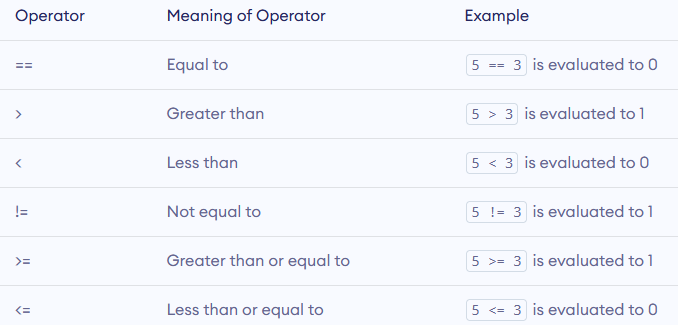 Operator Meaning of Operator Example
== Equal to 5 == 3 is evaluated to 0
> Greater than 5 > 3 is evaluated to 1
< Less than 5 < 3 is evaluated to 0
!= Not equal to 5 != 3 is evaluated to 1
>= Greater than or equal to 5 >= 3 is evaluated to 1
<= Less than or equal to 5 <= 3 is evaluated to 0